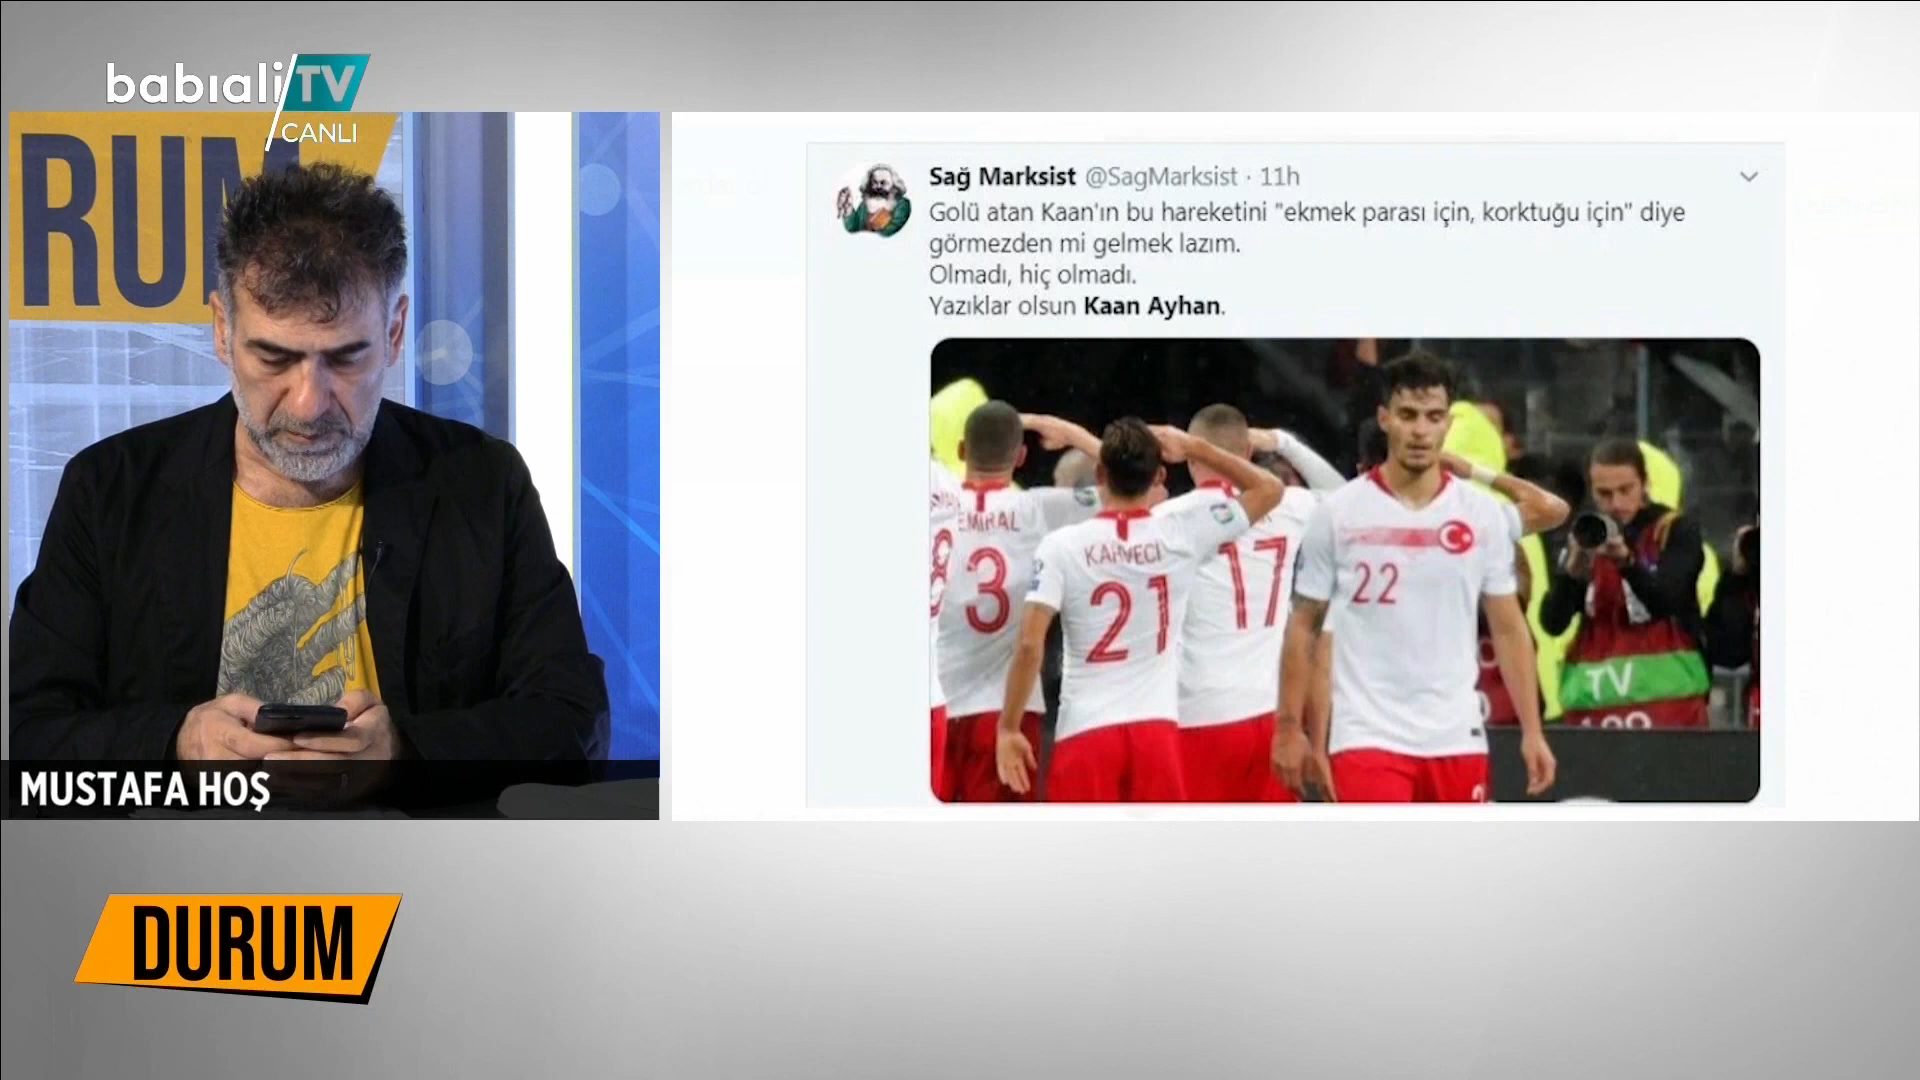 babıali TV
CANLI
RUM
MUSTAFA HOŞ
Sağ Marksist @SagMarksist · 11h
Golü atan Kaan'ın bu hareketini "ekmek parası için, korktuğu için" diye
görmezden mi gelmek lazım.
Olmadı, hiç olmadı.
Yazıklar olsun Kaan Ayhan.
EMIRAL
3
KAHVECI
21
17
22
TV
DURUM